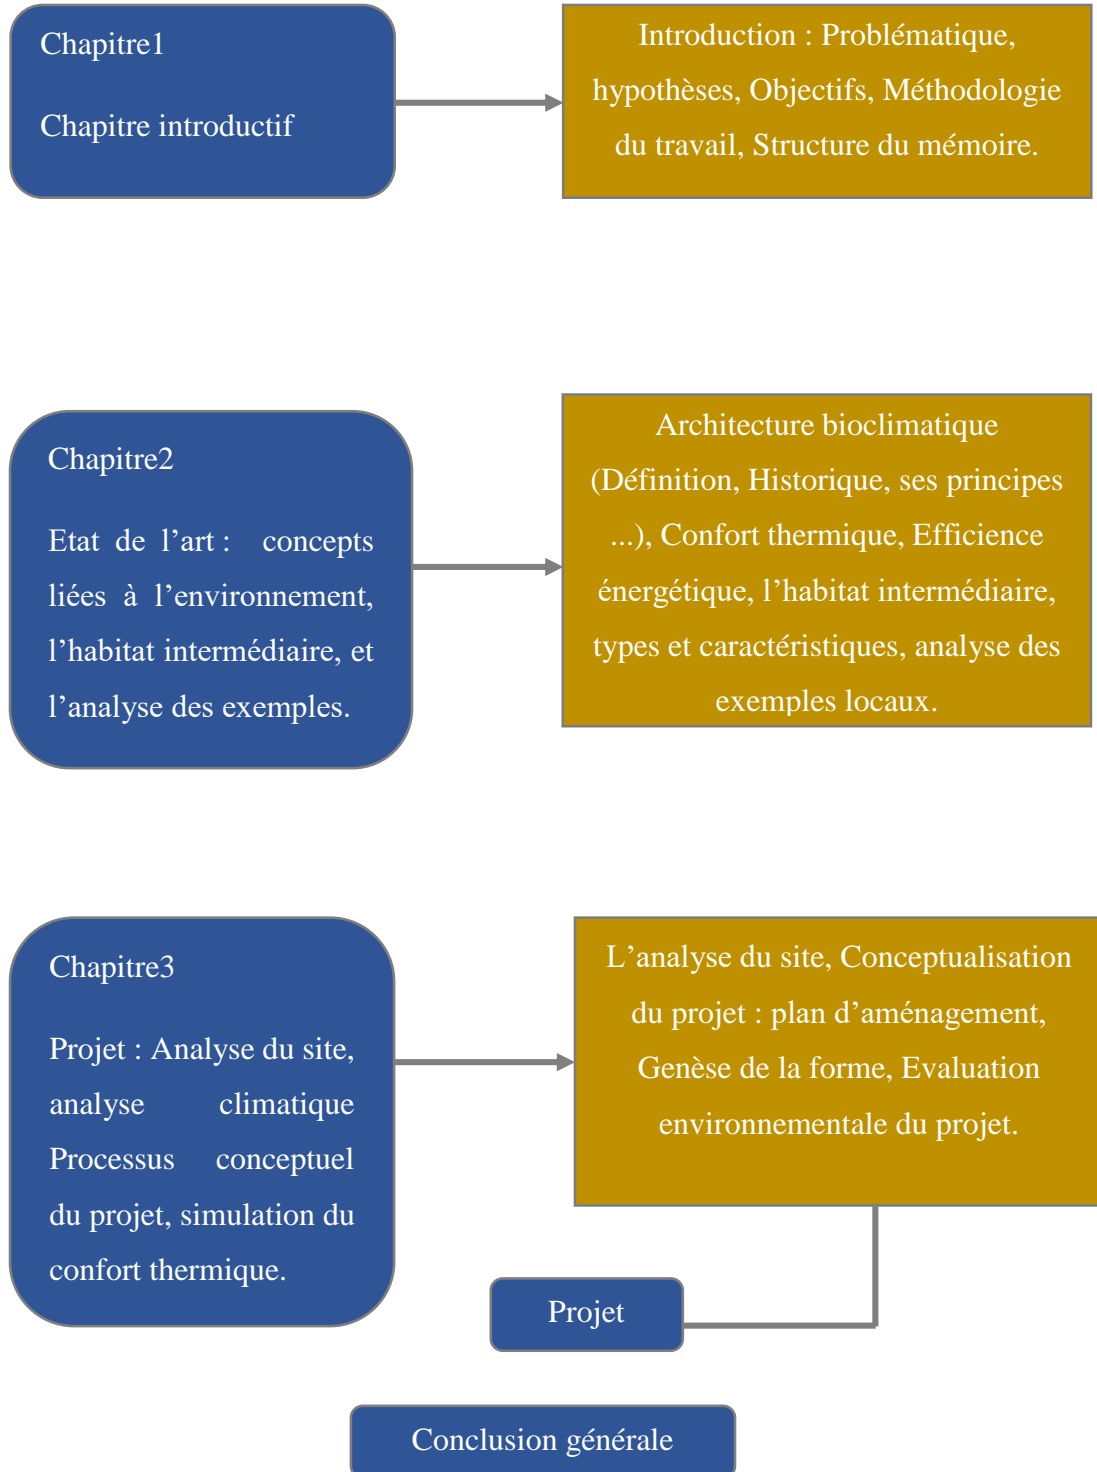 Chapitre1
Chapitre introductif
Introduction : Problématique,
hypothèses, Objectifs, Méthodologie
du travail, Structure du mémoire.
Chapitre2
Etat de l’art : concepts
liées à l’environnement,
l’habitat intermédiaire, et
l’analyse des exemples.
Architecture bioclimatique
(Définition, Historique, ses principes
...), Confort thermique, Efficience
énergétique, l’habitat intermédiaire,
types et caractéristiques, analyse des
exemples locaux.
Chapitre3
Projet : Analyse du site,
analyse climatique
Processus conceptuel
du projet, simulation du
confort thermique.
L’analyse du site, Conceptualisation
du projet : plan d’aménagement,
Genèse de la forme, Evaluation
environnementale du projet.
Projet
Conclusion générale